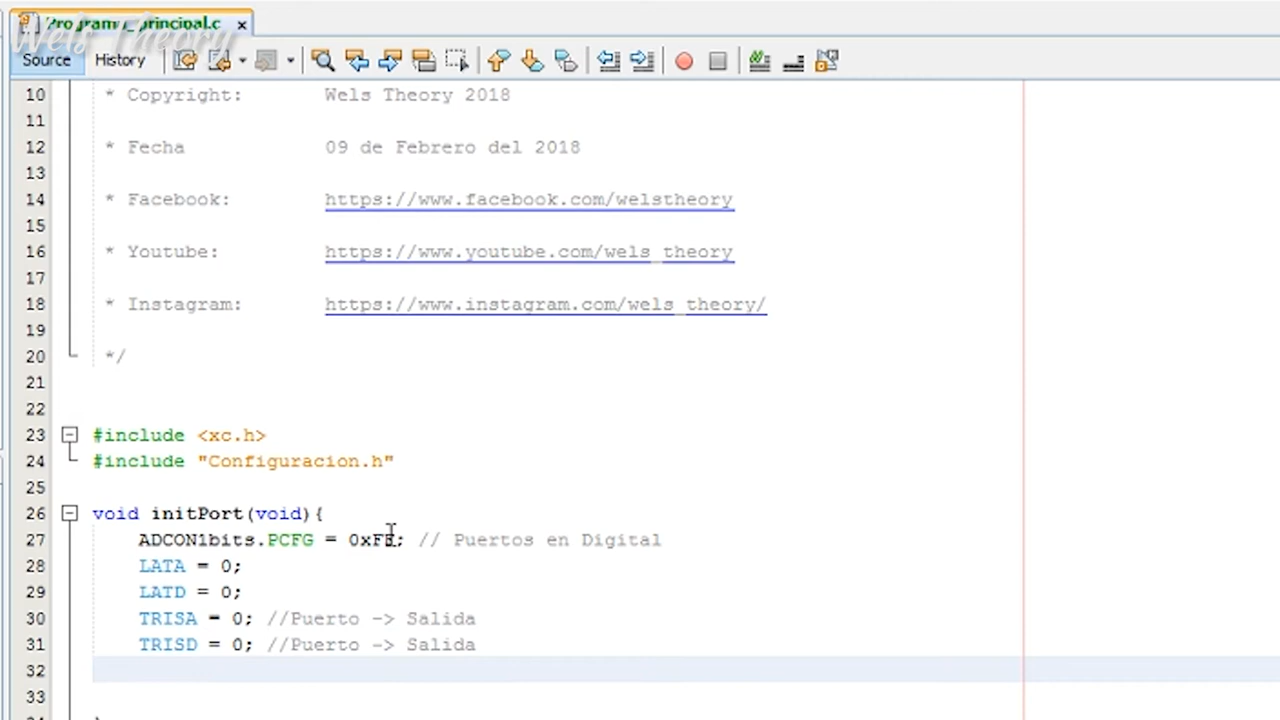 Programa_principal.c
Wels Theory
Source History
10 * Copyright: Wels Theory 2018
11
12 * Fecha 09 de Febrero del 2018
13
14 * Facebook: https://www.facebook.com/welstheory
15
16 * Youtube: https://www.youtube.com/wels_theory
17
18 * Instagram: https://www.instagram.com/wels_theory/
19
20 */
21
22
23 #include <xc.h>
24 #include "Configuracion.h"
25
26 void initPort(void){
27 ADCON1bits.PCFG = 0xFF; // Puertos en Digital
28 LATA = 0;
29 LATD = 0;
30 TRISA = 0; //Puerto -> Salida
31 TRISD = 0; //Puerto -> Salida
32
33